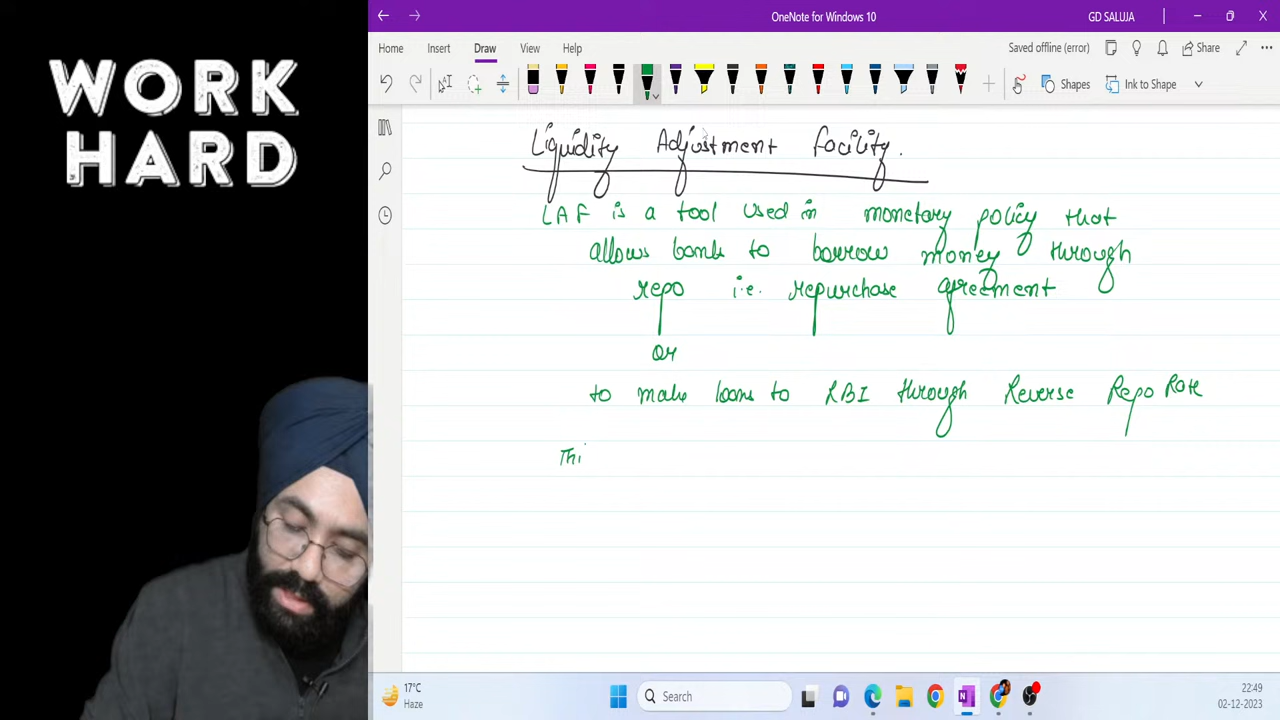 WORK
HARD
OneNote for Windows 10
GD SALUJA
Home
Insert
Draw
View
Help
Saved offline (error)
Share
Shapes
Ink to Shape
Liquidity Adjustment Facility.
LAF is a tool used in monetary policy that
allows banks to borrow money through
repo i.e. repurchase agreement
or
to make loans to RBI through Reverse Repo Rate
Thi
17°C
Haze
Search
22:49
02-12-2023